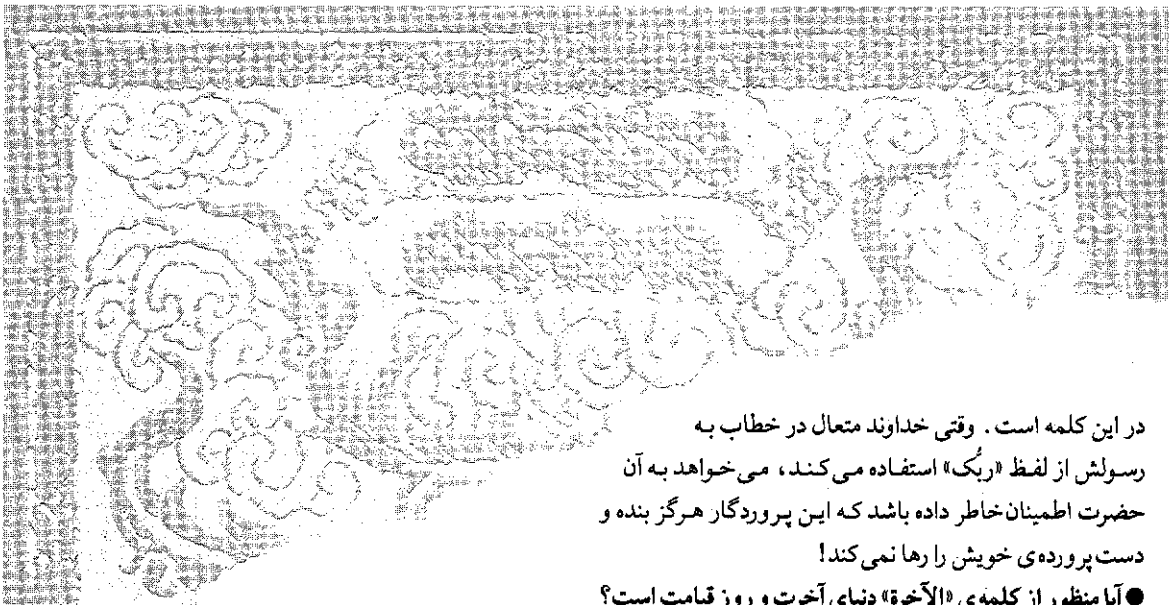 در این کلمه است. وقتی خداوند متعال در خطاب به
رسولش از لفظ «ربُّک» استفاده می‌کند، می‌خواهد به آن
حضرت اطمینان‌خاطر داده باشد که این پروردگار هرگز بنده و
دست‌پرورده‌ی خویش را رها نمی‌کند!
● آیا منظور از کلمه‌ی «الآخرة» دنیای آخرت و روز قیامت است؟